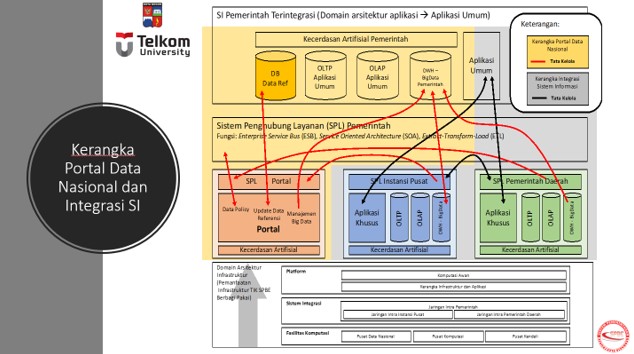 Telkom
University
Kerangka
Portal Data
Nasional dan
Integrasi SI
SI Pemerintah Terintegrasi (Domain arsitektur aplikasi → Aplikasi Umum)
Kecerdasan Artifisial Pemerintah
DB
Data Ref
OLTP
Aplikasi
Umum
OLAP
Aplikasi
Umum
DWH –
BigData
Pemerintah
Aplikasi
Umum
Keterangan:
Kerangka Portal Data
Nasional
Tata Kelola
Kerangka Integrasi
Sistem Informasi
Tata Kelola
Sistem Penghubung Layanan (SPL) Pemerintah
Fungsi: Enterprise Service Bus (ESB), Service Oriented Architecture (SOA), Extract-Transform-Load (ETL)
SPL Portal
Data Policy
Update Data
Referensi
Manajemen
Big Data
Portal
Kecerdasan Artifisial
SPL Instansi Pusat
Aplikasi
Khusus
OLTP
OLAP
DWH - BigData
Kecerdasan Artifisial
SPL Pemerintah Daerah
Aplikasi
Khusus
OLTP
OLAP
DWH - BigData
Kecerdasan Artifisial
Domain Arsitektur
Infrastruktur
(Pemanfaatan
Infrastruktur TIK SPBE
Berbagi Pakai)
Platform
Komputasi Awan
Kerangka Infrastruktur dan Aplikasi
Sistem Integrasi
Jaringan Intra Pemerintah
Jaringan Intra Instansi Pusat
Jaringan Intra Pemerintah Daerah
Fasilitas Komputasi
Pusat Data Nasional
Pusat Komputasi
Pusat Kendali